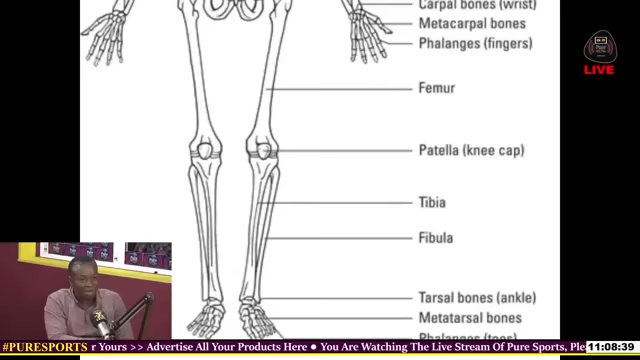 Carpal bones (wrist)
Metacarpal bones
Phalanges (fingers)
LIVE
Femur
Patella (knee cap)
Tibia
Fibula
Tarsal bones (ankle)
Metatarsal bones
Phalanges (toes)
#PURESPORTS r Yours >> Advertise All Your Products Here ● You Are Watching The Live Stream Of Pure Sports, Ple 11:08:39